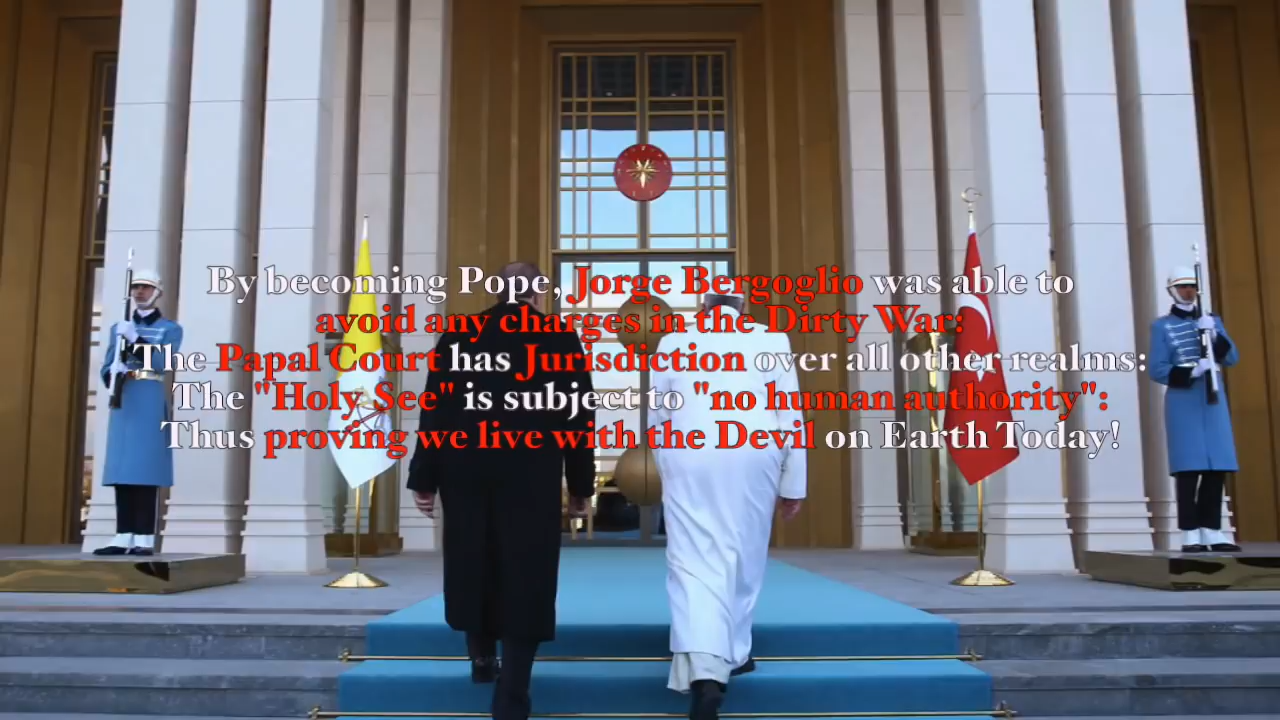 By becoming Pope, Jorge Bergoglio was able to
avoid any charges in the Dirty War:
The Papal Court has Jurisdiction over all other realms:
The "Holy See" is subject to "no human authority":
Thus proving we live with the Devil on Earth Today!